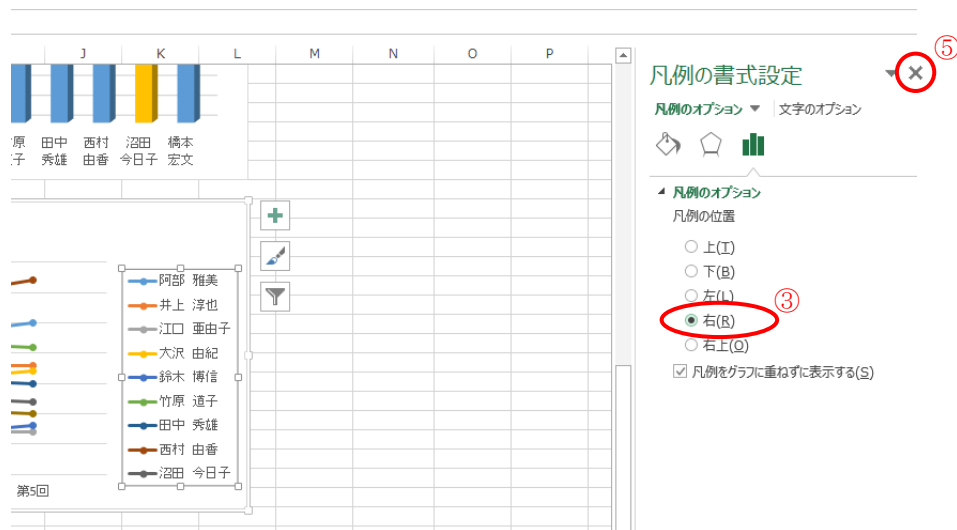 J K L M N O P
原 田中 西村 沼田 橋本
子 秀雄 由香 今日子 宏文
阿部 雅美
井上 淳也
江口 亜由子
大沢 由紀
鈴木 博信
竹原 道子
田中 秀雄
西村 由香
沼田 今日子
第5回
凡例の書式設定
⑤
凡例のオプション 文字のオプション
凡例のオプション
凡例の位置
上(T)
下(B)
左(L)
③
右(R)
右上(O)
凡例をグラフに重ねずに表示する(S)